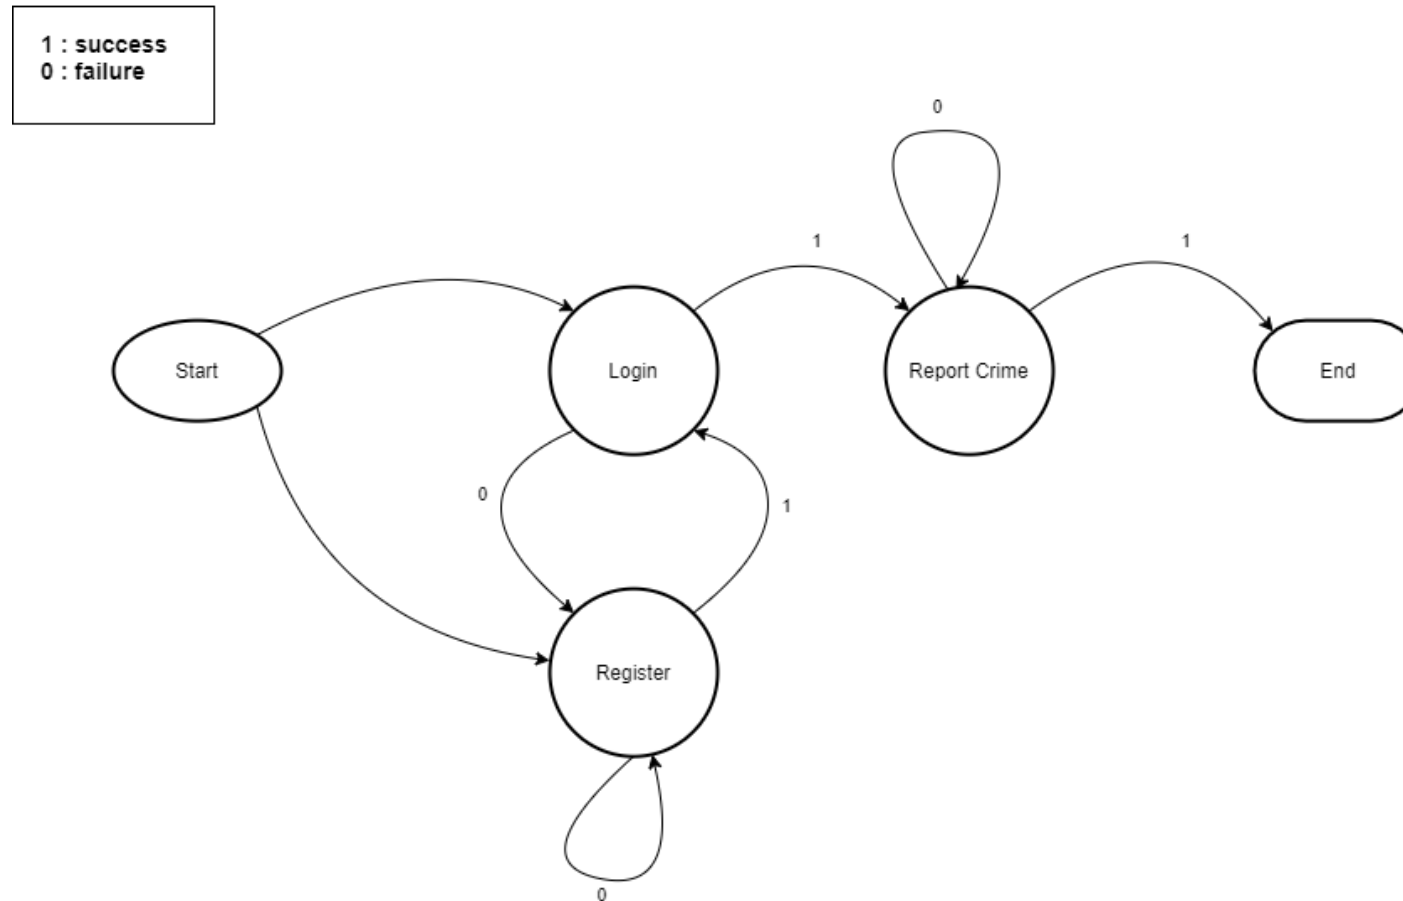 1 : success
0 : failure
0
1
1
Start
Login
Report Crime
End
0
1
Register
0